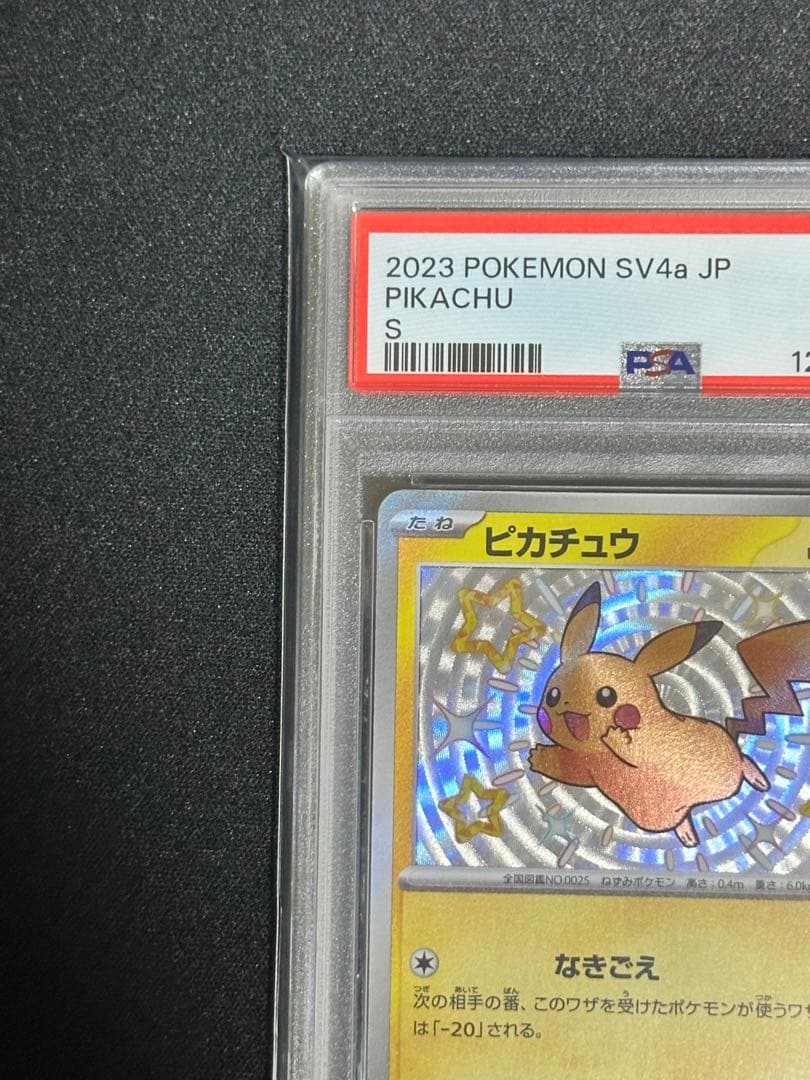 2023 POKEMON SV4a JP
PIKACHU
S
PSA
12
たね
ピカチュウ
全国図鑑NO.0025 ねずみポケモン 高さ:0.4m 重さ:6.0kg
なきごえ
次の相手の番、このワザを受けたポケモンが使うワザ
は「-20」される。